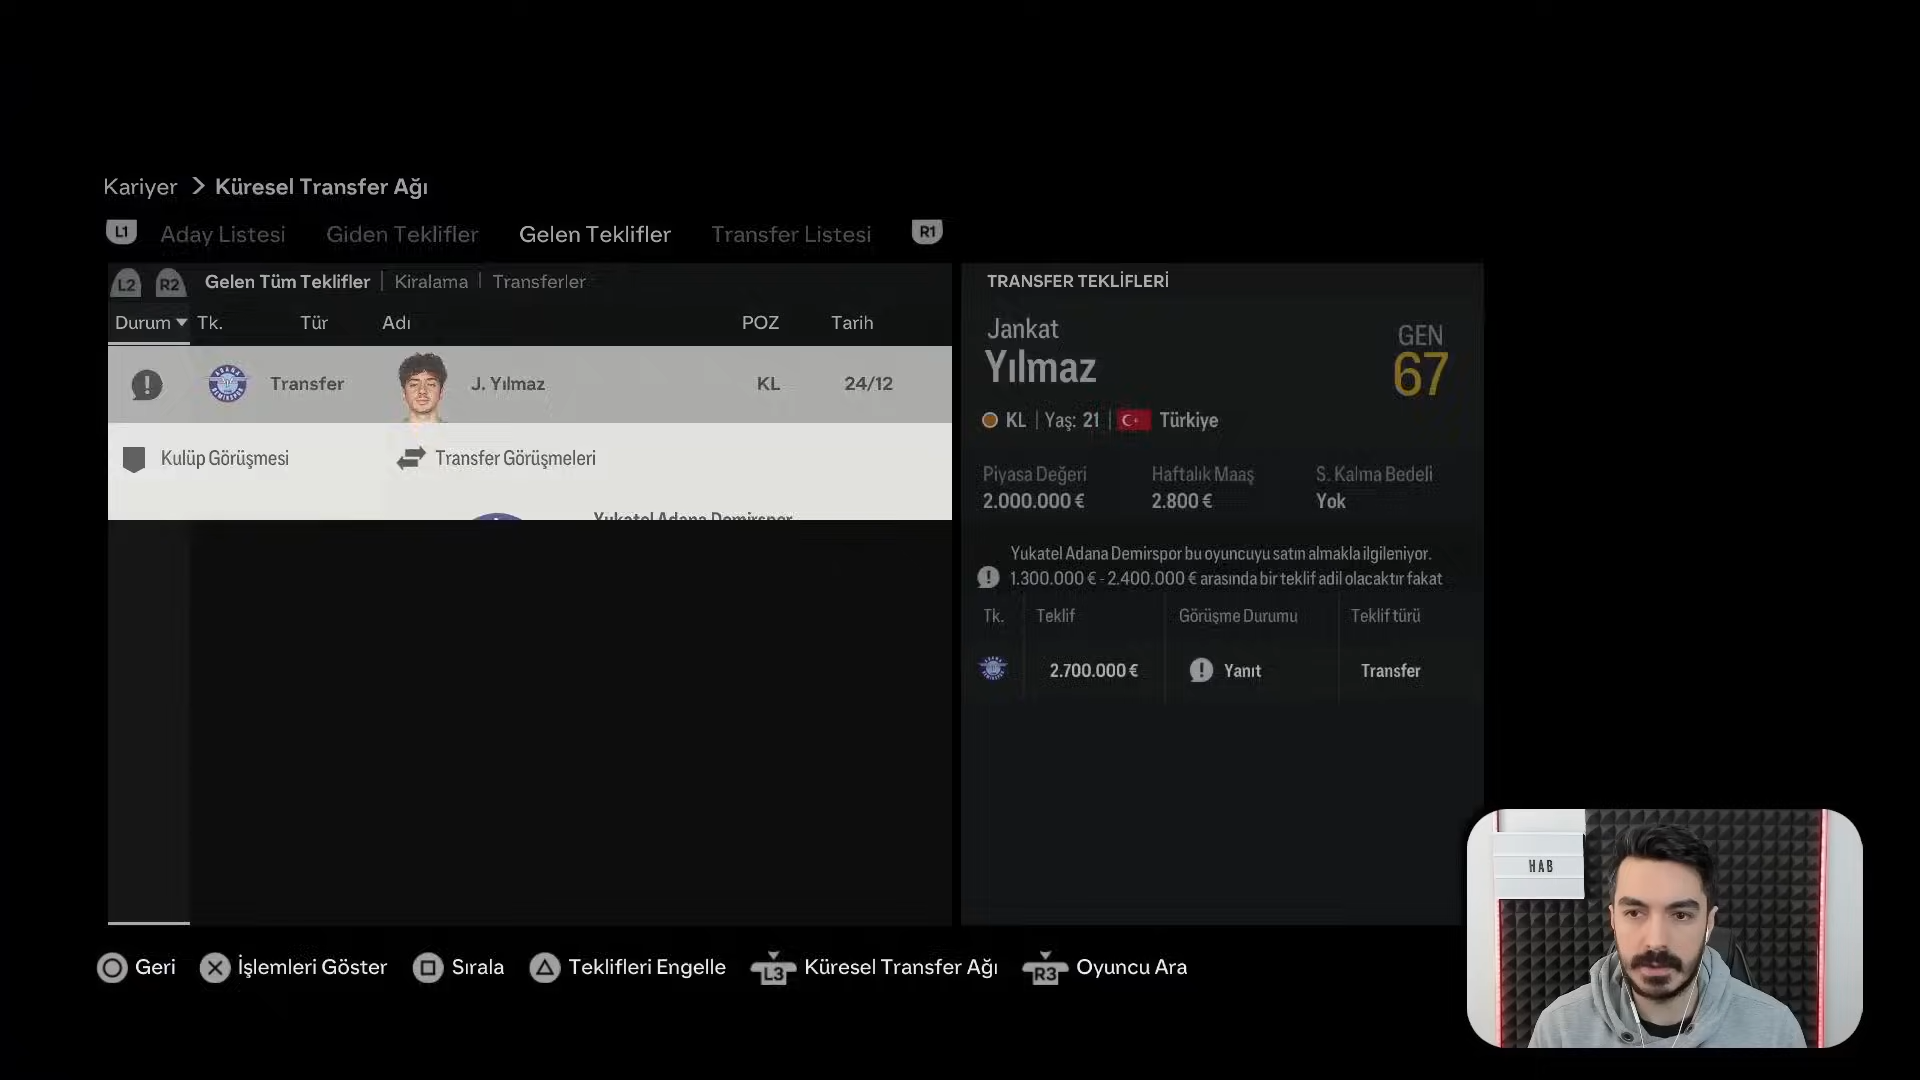 Kariyer > Küresel Transfer Ağı
L1 Aday Listesi Giden Teklifler Gelen Teklifler Transfer Listesi R1
L2 R2 Gelen Tüm Teklifler | Kiralama | Transferler
Durum Tk. Tür Adı POZ Tarih
Transfer J. Yılmaz KL 24/12
Kulüp Görüşmesi Transfer Görüşmeleri
Yukatel Adana Demirspor
TRANSFER TEKLİFLERİ
Jankat
Yılmaz
GEN
67
KL | Yaş: 21 | Türkiye
Piyasa Değeri Haftalık Maaş S. Kalma Bedeli
2.000.000 € 2.800 € Yok
Yukatel Adana Demirspor bu oyuncuyu satın almakla ilgileniyor.
1.300.000 € - 2.400.000 € arasında bir teklif adil olacaktır fakat
Tk. Teklif Görüşme Durumu Teklif türü
2.700.000 € Yanıt Transfer
HAB
Geri İşlemleri Göster Sırala Teklifleri Engelle L3 Küresel Transfer Ağı R3 Oyuncu Ara